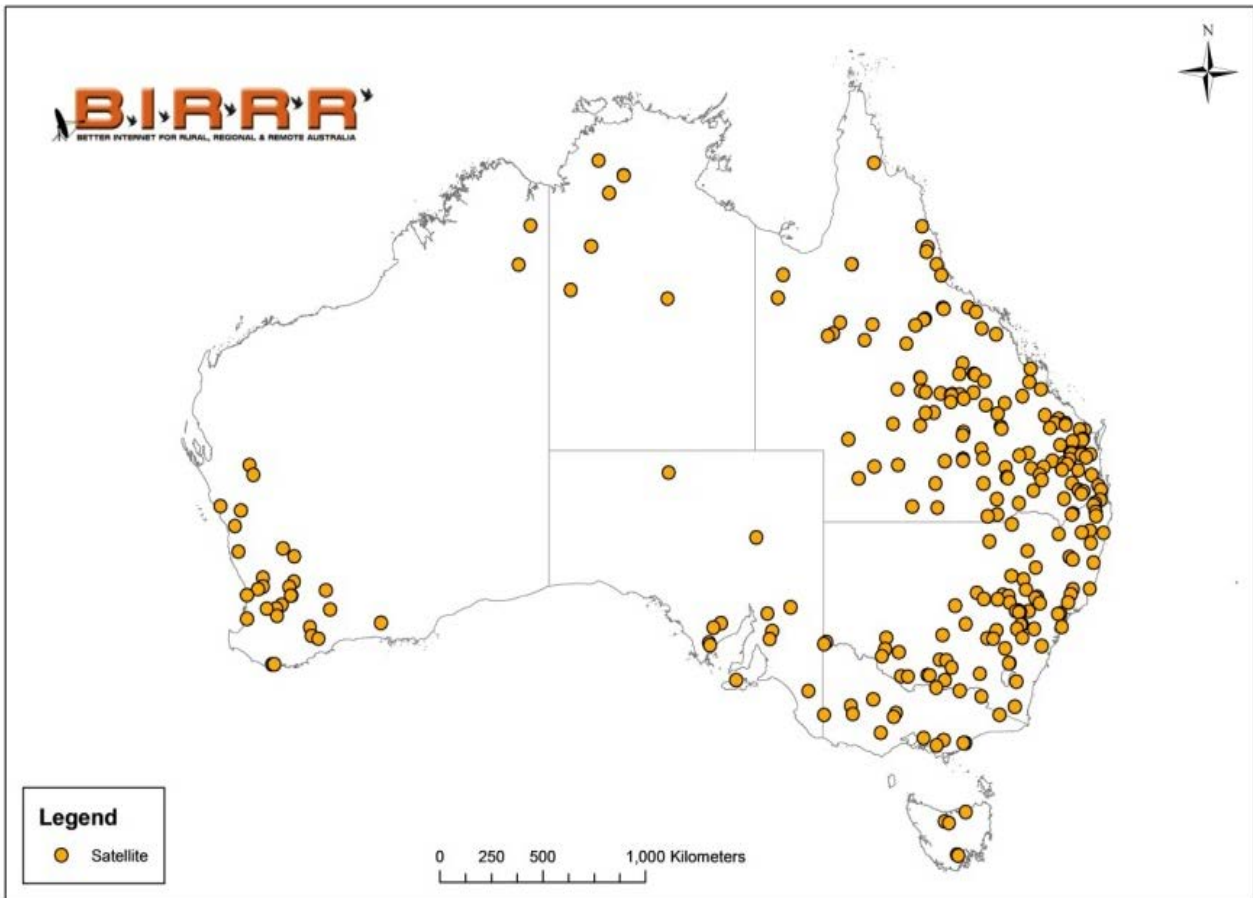 N
B.I.R.R.R
BETTER INTERNET FOR RURAL, REGIONAL & REMOTE AUSTRALIA
Legend
Satellite
0 250 500 1,000 Kilometers